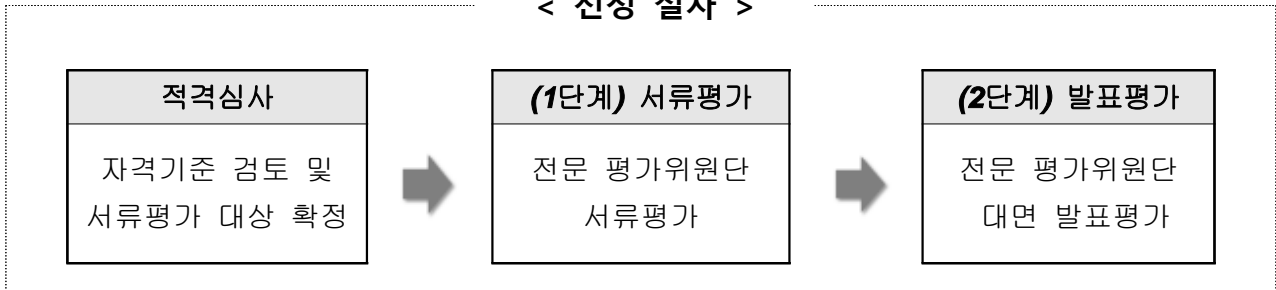 < 선정 절차 >
적격심사
자격기준 검토 및
서류평가 대상 확정
(1단계) 서류평가
전문 평가위원단
서류평가
(2단계) 발표평가
전문 평가위원단
대면 발표평가